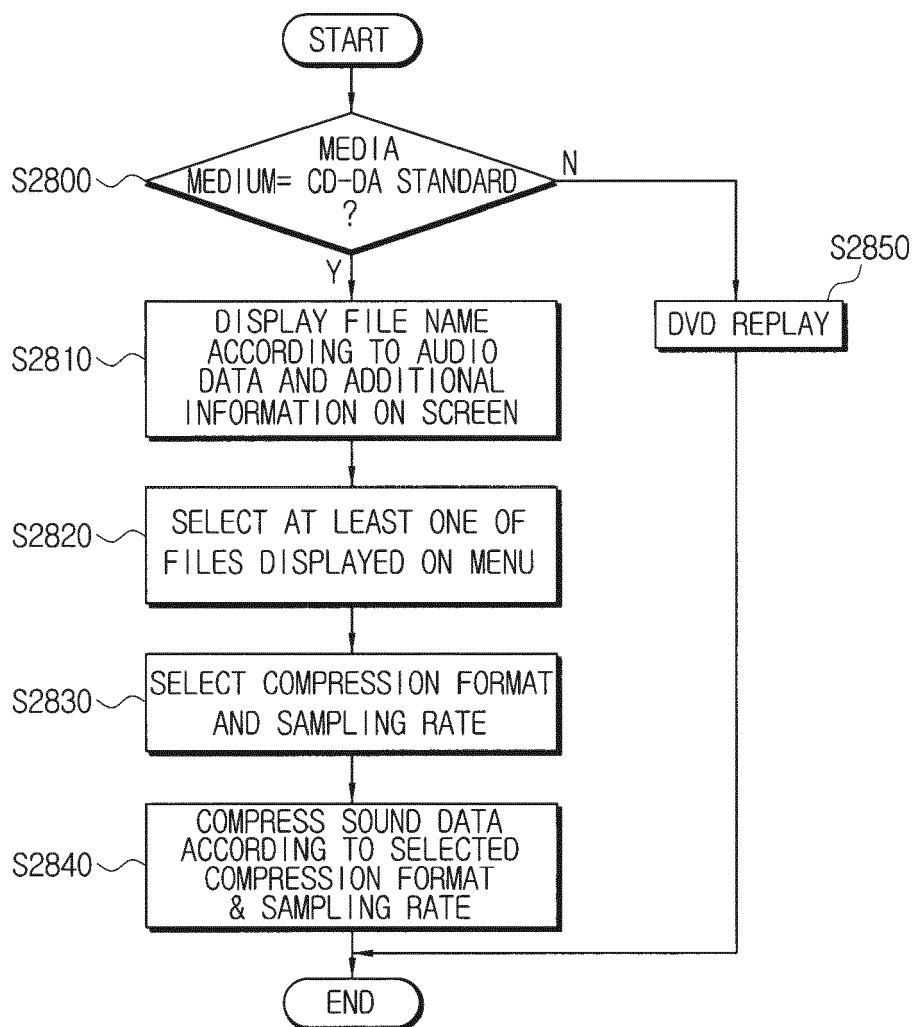 START
S2800
MEDIA
MEDIUM= CD-DA STANDARD
?
N
Y
S2850
DVD REPLAY
S2810
DISPLAY FILE NAME
ACCORDING TO AUDIO
DATA AND ADDITIONAL
INFORMATION ON SCREEN
S2820
SELECT AT LEAST ONE OF
FILES DISPLAYED ON MENU
S2830
SELECT COMPRESSION FORMAT
AND SAMPLING RATE
S2840
COMPRESS SOUND DATA
ACCORDING TO SELECTED
COMPRESSION FORMAT
& SAMPLING RATE
END